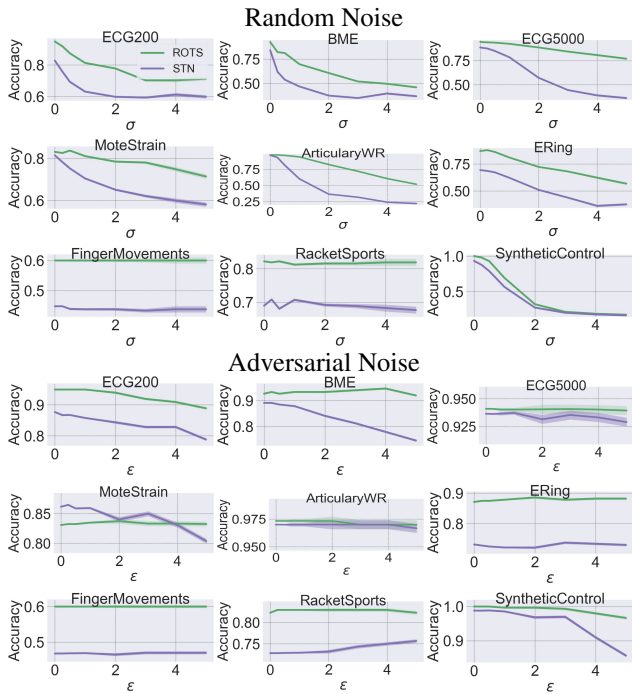 Random Noise
ECG200
Accuracy
0.8
0.6
0 2 4
σ
ROTS
STN
BME
Accuracy
0.75
0.50
0 2 4
σ
ECG5000
Accuracy
0.75
0.50
0 2 4
σ
MoteStrain
Accuracy
0.8
0.6
0 2 4
σ
ArticularyWR
Accuracy
0.75
0.50
0.25
0 2 4
σ
ERing
Accuracy
0.75
0.50
0 2 4
σ
FingerMovements
Accuracy
0.6
0.5
0 2 4
σ
RacketSports
Accuracy
0.8
0.7
0 2 4
σ
SyntheticControl
Accuracy
1.0
0.5
0 2 4
σ
Adversarial Noise
ECG200
Accuracy
0.9
0.8
0 2 4
ε
BME
Accuracy
0.9
0.8
0 2 4
ε
ECG5000
Accuracy
0.950
0.925
0 2 4
ε
MoteStrain
Accuracy
0.85
0.80
0 2 4
ε
ArticularyWR
Accuracy
0.975
0.950
0 2 4
ε
ERing
Accuracy
0.9
0.8
0 2 4
ε
FingerMovements
Accuracy
0.6
0.5
0 2 4
ε
RacketSports
Accuracy
0.80
0.75
0 2 4
ε
SyntheticControl
Accuracy
1.0
0.9
0 2 4
ε